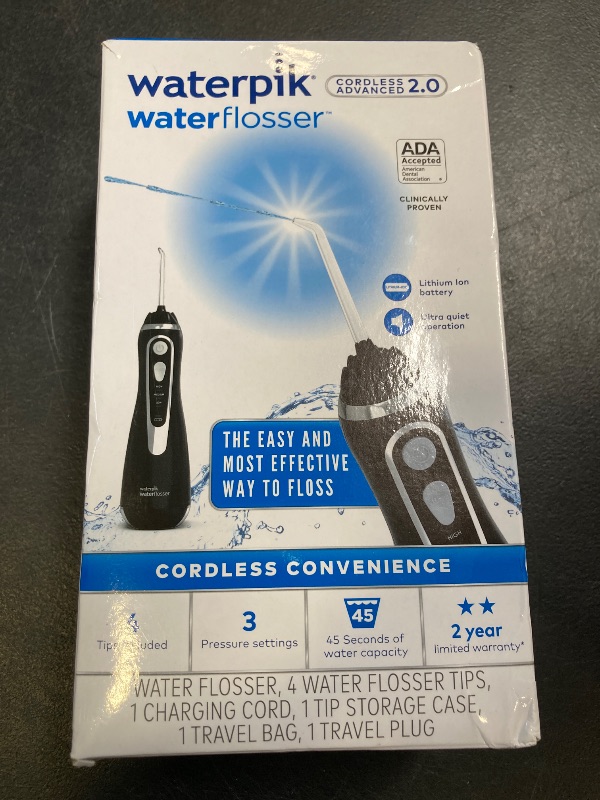 waterpik®
CORDLESS ADVANCED 2.0
waterflosser™
ADA
Accepted
American
Dental
Association
CLINICALLY
PROVEN
Lithium Ion
battery
Ultra quiet
operation
THE EASY AND
MOST EFFECTIVE
WAY TO FLOSS
waterpik
waterflosser
HIGH
CORDLESS CONVENIENCE
4
Tips included
3
Pressure settings
45
45 Seconds of
water capacity
2 year
limited warranty*
WATER FLOSSER, 4 WATER FLOSSER TIPS,
1 CHARGING CORD, 1 TIP STORAGE CASE,
1 TRAVEL BAG, 1 TRAVEL PLUG